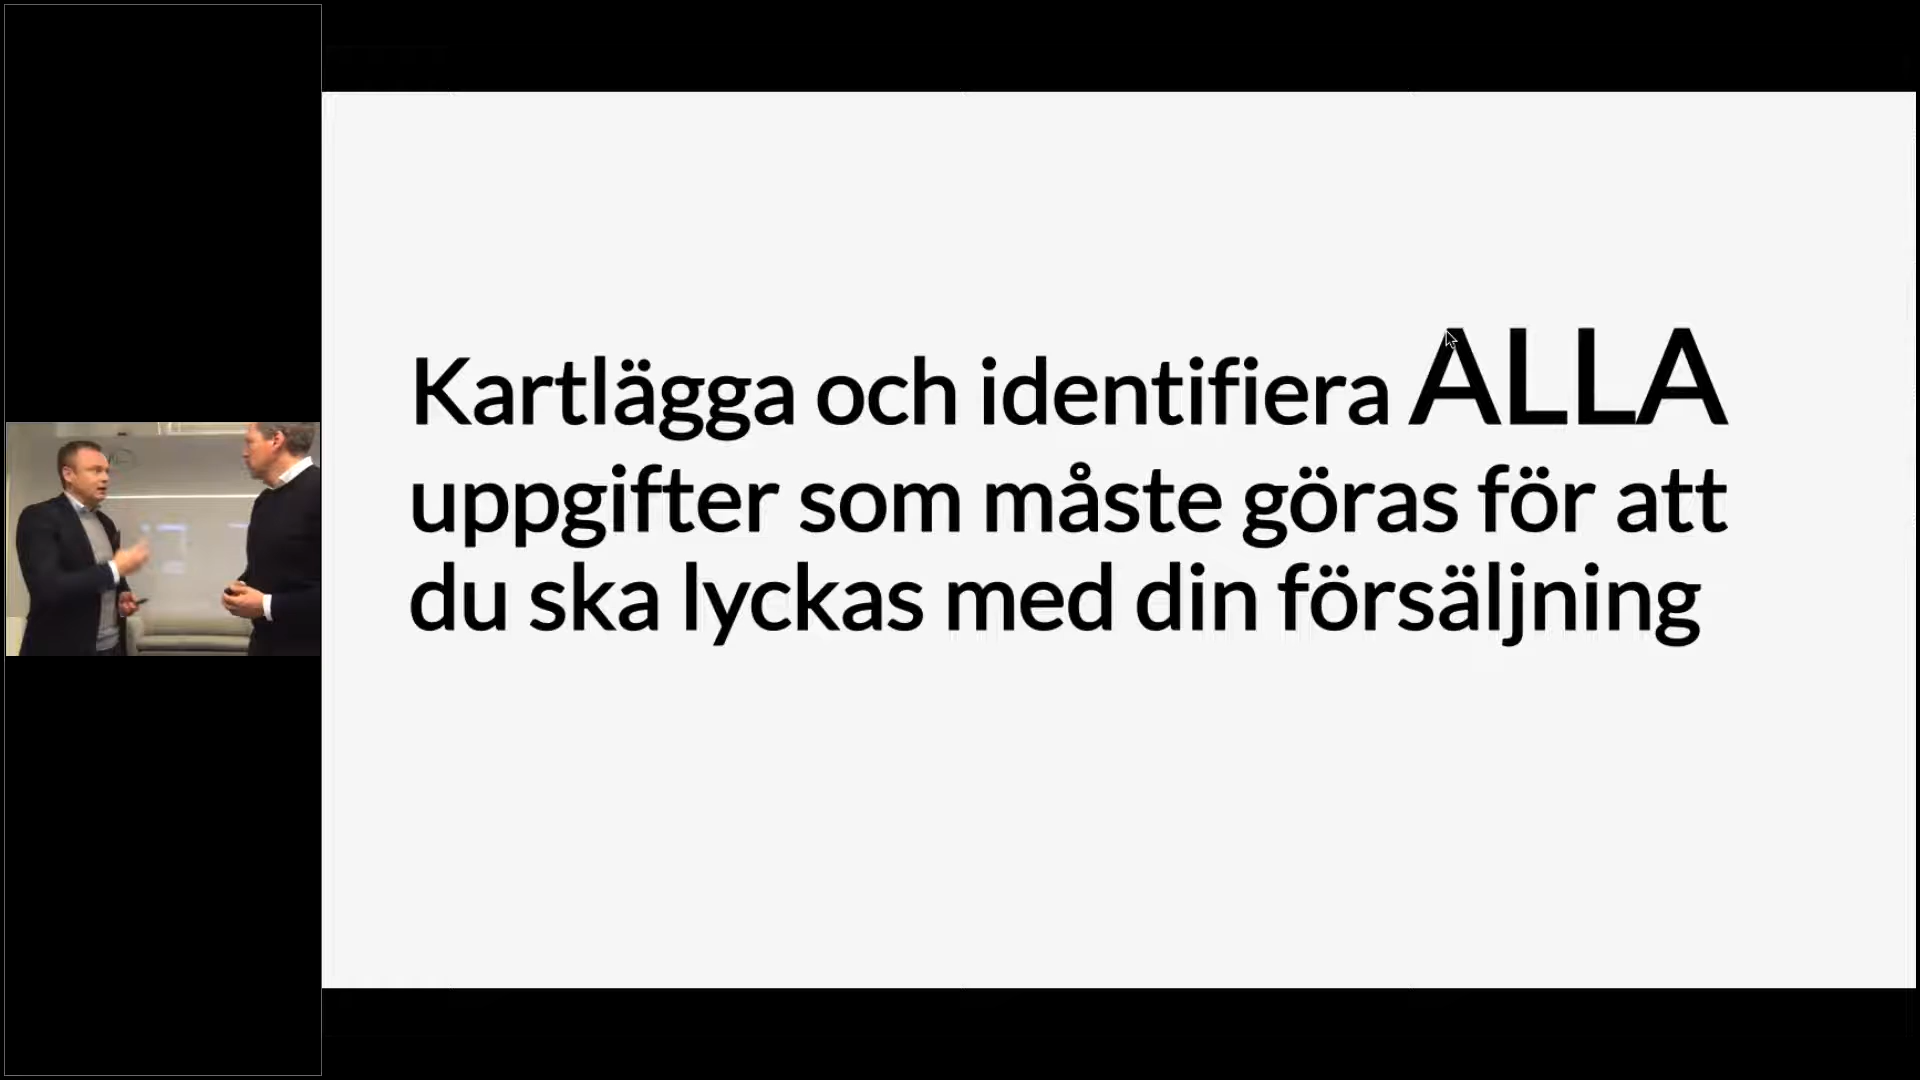 Kartlägga och identifiera ALLA
uppgifter som måste göras för att
du ska lyckas med din försäljning